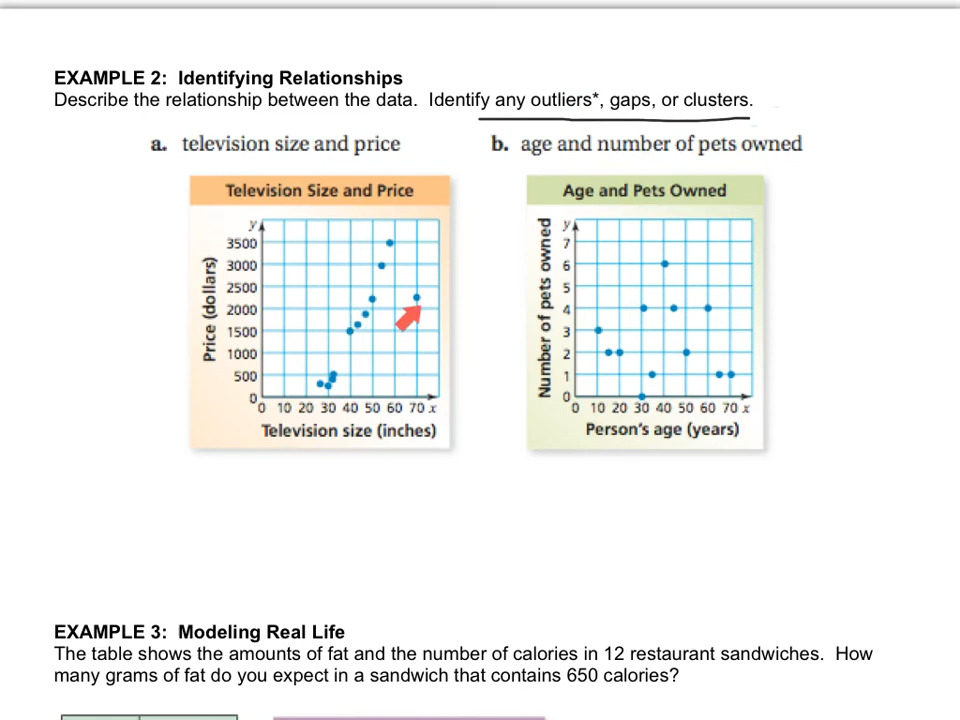 EXAMPLE 2: Identifying Relationships
Describe the relationship between the data. Identify any outliers*, gaps, or clusters.
a. television size and price
b. age and number of pets owned
Television Size and Price
y
3500
3000
2500
2000
1500
1000
500
0
0 10 20 30 40 50 60 70 x
Price (dollars)
Television size (inches)
Age and Pets Owned
y
7
6
5
4
3
2
1
0
0 10 20 30 40 50 60 70 x
Number of pets owned
Person's age (years)
EXAMPLE 3: Modeling Real Life
The table shows the amounts of fat and the number of calories in 12 restaurant sandwiches. How
many grams of fat do you expect in a sandwich that contains 650 calories?